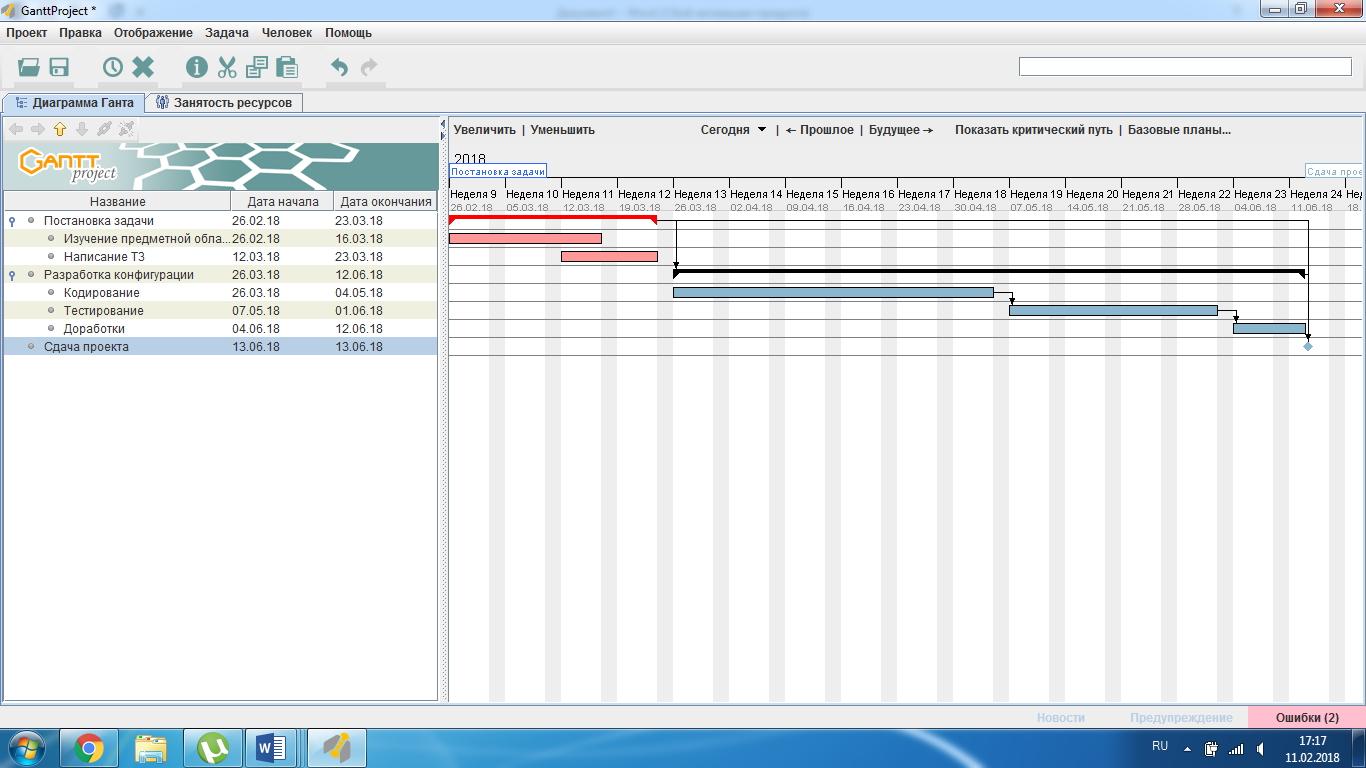 GanttProject *
Проект Правка Отображение Задача Человек Помощь
Диаграмма Ганта Занятость ресурсов
Увеличить | Уменьшить Сегодня | ← Прошлое | Будущее → Показать критический путь | Базовые планы...
GANTT project
2018
Постановка задачи Сдача прое
Название Дата начала Дата окончания
Неделя 9 Неделя 10 Неделя 11 Неделя 12 Неделя 13 Неделя 14 Неделя 15 Неделя 16 Неделя 17 Неделя 18 Неделя 19 Неделя 20 Неделя 21 Неделя 22 Неделя 23 Неделя 24 Нед
26.02.18 05.03.18 12.03.18 19.03.18 26.03.18 02.04.18 09.04.18 16.04.18 23.04.18 30.04.18 07.05.18 14.05.18 21.05.18 28.05.18 04.06.18 11.06.18 18.
Постановка задачи 26.02.18 23.03.18
Изучение предметной обла... 26.02.18 16.03.18
Написание ТЗ 12.03.18 23.03.18
Разработка конфигурации 26.03.18 12.06.18
Кодирование 26.03.18 04.05.18
Тестирование 07.05.18 01.06.18
Доработки 04.06.18 12.06.18
Сдача проекта 13.06.18 13.06.18
Новости Предупреждение Ошибки (2)
RU 17:17
11.02.2018